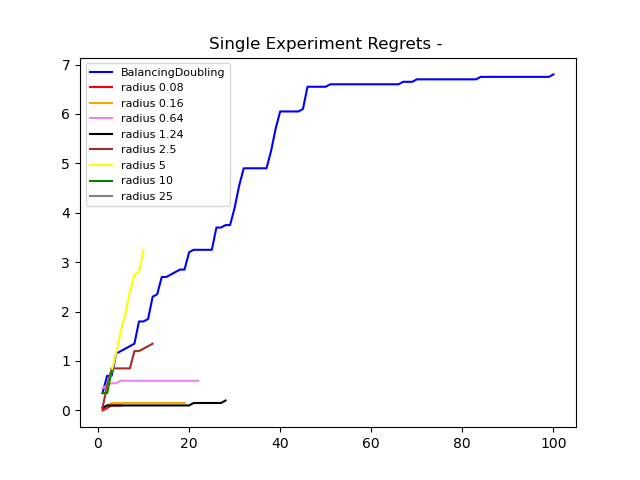 Single Experiment Regrets -
7
6
5
4
3
2
1
0
BalancingDoubling
radius 0.08
radius 0.16
radius 0.64
radius 1.24
radius 2.5
radius 5
radius 10
radius 25
0 20 40 60 80 100